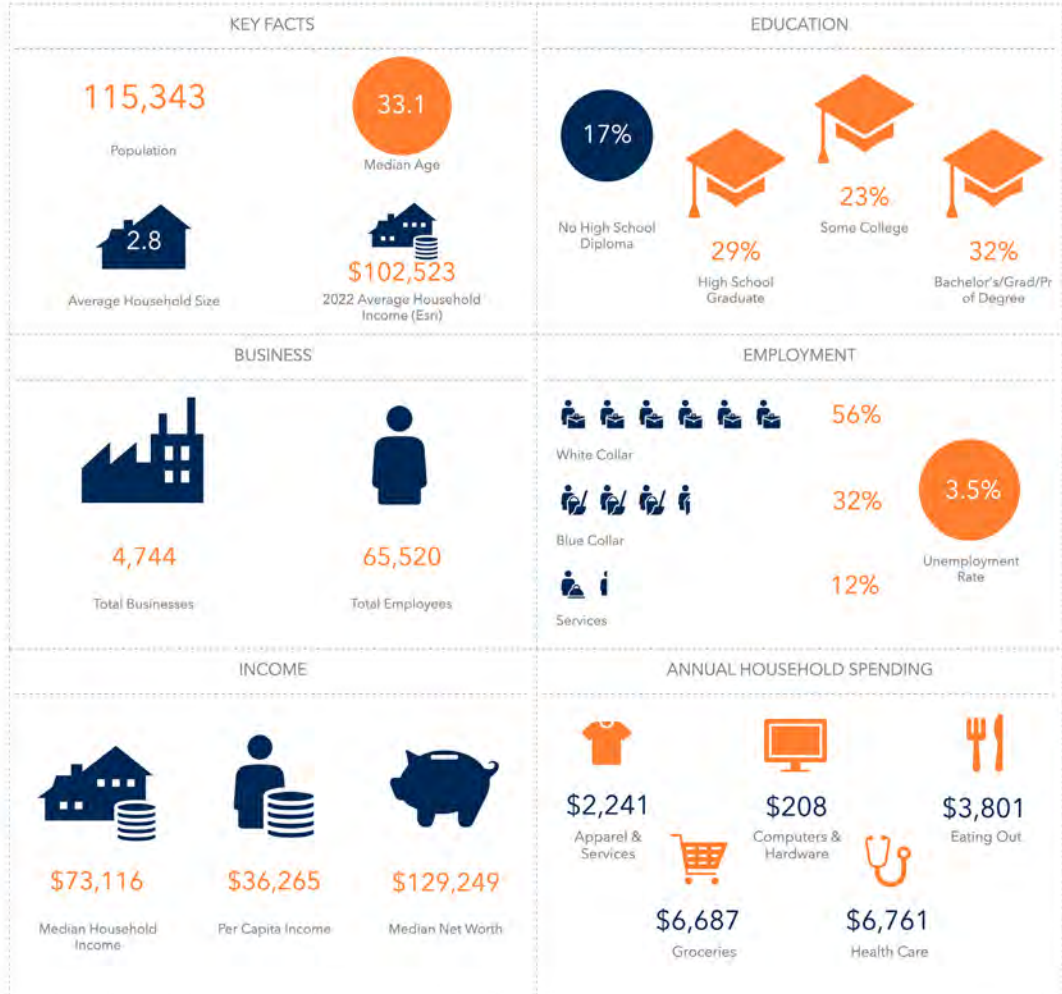 KEY FACTS
115,343
Population
33.1
Median Age
2.8
Average Household Size
$102,523
2022 Average Household
Income (Esri)
EDUCATION
17%
No High School
Diploma
29%
High School
Graduate
23%
Some College
32%
Bachelor's/Grad/Pr
of Degree
BUSINESS
4,744
Total Businesses
65,520
Total Employees
EMPLOYMENT
56%
White Collar
32%
Blue Collar
12%
Services
3.5%
Unemployment
Rate
INCOME
$73,116
Median Household
Income
$36,265
Per Capita Income
$129,249
Median Net Worth
ANNUAL HOUSEHOLD SPENDING
$2,241
Apparel &
Services
$208
Computers &
Hardware
$3,801
Eating Out
$6,687
Groceries
$6,761
Health Care